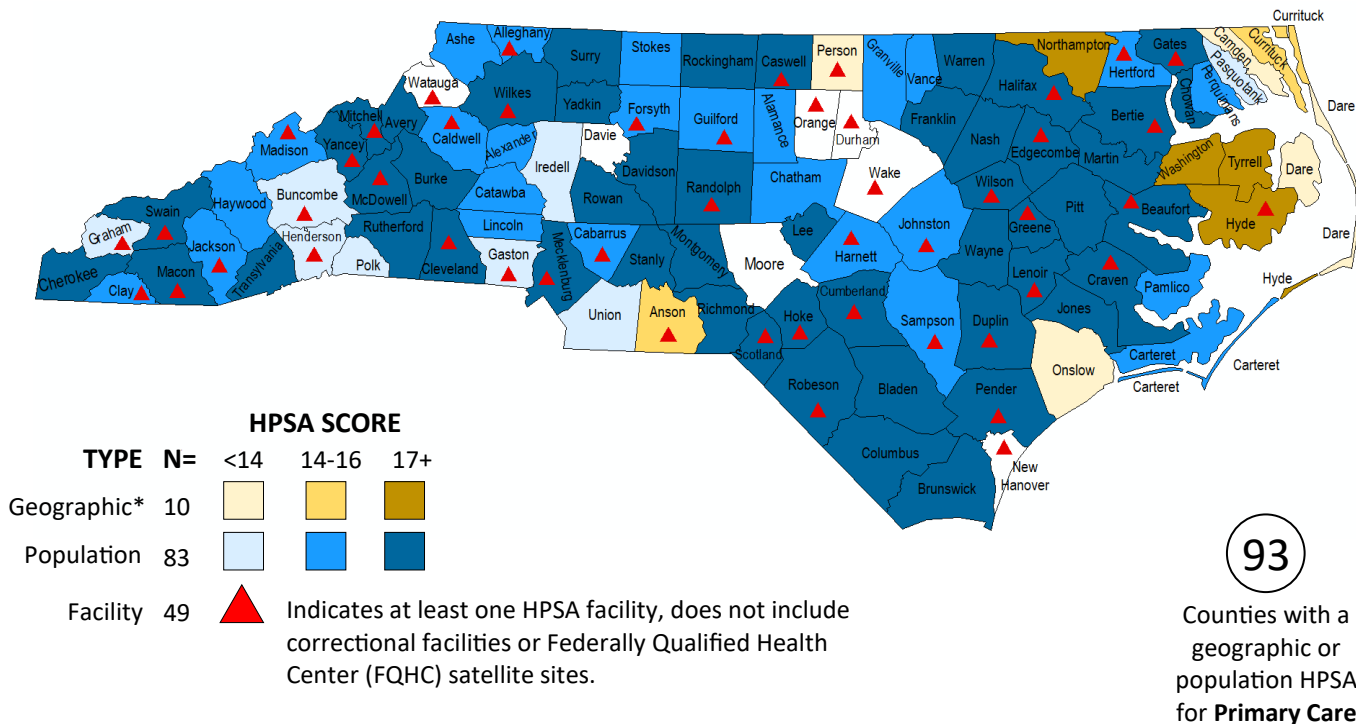 Currituck
Ashe
Alleghany
Surry
Stokes
Rockingham
Caswell
Person
Granville
Vance
Warren
Northampton
Hertford
Gates
Camden
Currituck
Pasquotank
Perquimans
Chowan
Dare
Watauga
Wilkes
Yadkin
Forsyth
Guilford
Alamance
Orange
Durham
Franklin
Halifax
Bertie
Mitchell
Avery
Caldwell
Alexander
Davie
Iredell
Madison
Yancey
Nash
Edgecombe
Martin
Washington
Tyrrell
Dare
Wake
Buncombe
McDowell
Burke
Catawba
Davidson
Randolph
Chatham
Rowan
Wilson
Pitt
Beaufort
Hyde
Haywood
Swain
Graham
Jackson
Henderson
Rutherford
Lincoln
Cabarrus
Lee
Johnston
Greene
Wayne
Dare
Cherokee
Macon
Clay
Transylvania
Polk
Cleveland
Gaston
Mecklenburg
Stanly
Montgomery
Moore
Harnett
Lenoir
Craven
Pamlico
Hyde
Union
Anson
Richmond
Hoke
Cumberland
Sampson
Duplin
Jones
Scotland
Carteret
Carteret
Carteret
Onslow
Robeson
Bladen
Pender
Columbus
Brunswick
New
Hanover
HPSA SCORE
TYPE N= <14 14-16 17+
Geographic* 10
Population 83
Facility 49 Indicates at least one HPSA facility, does not include
correctional facilities or Federally Qualified Health
Center (FQHC) satellite sites.
93
Counties with a
geographic or
population HPSA
for Primary Care